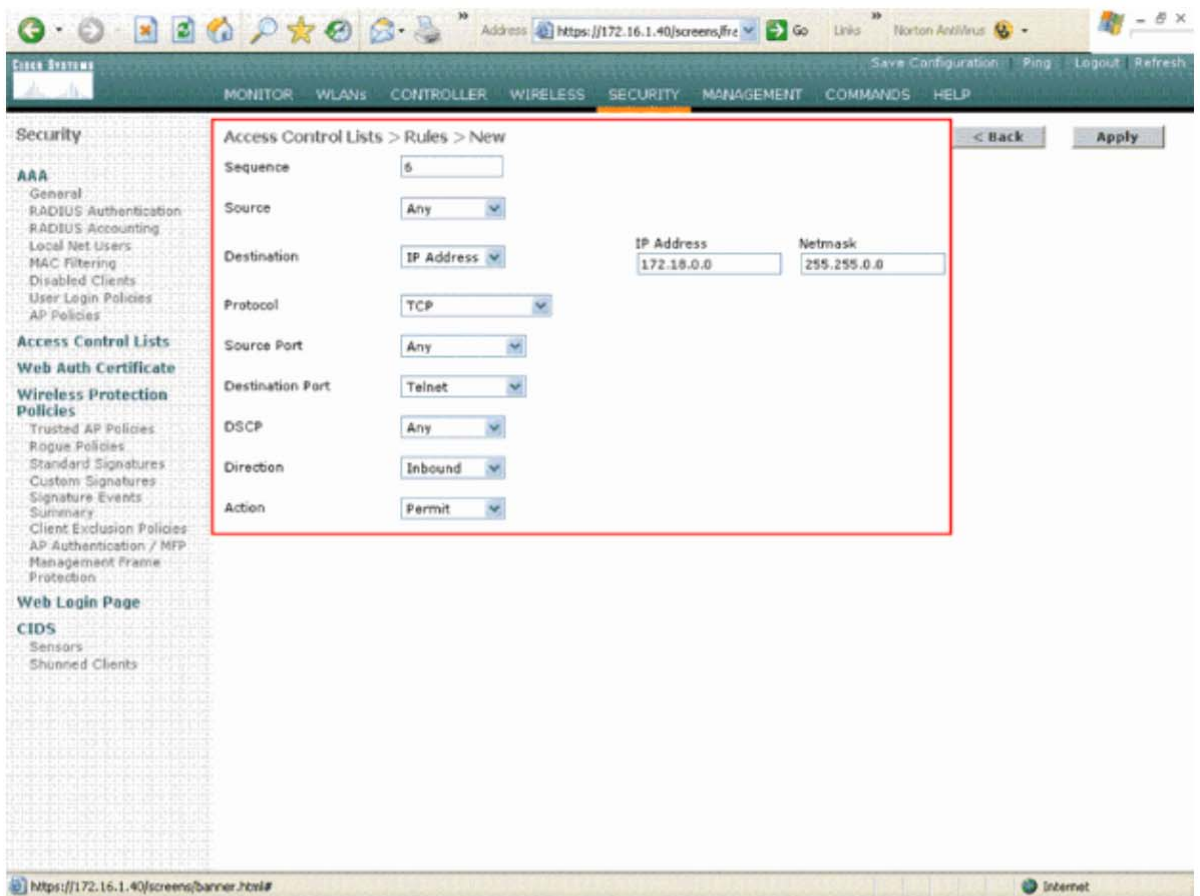 Address https://172.16.1.40/screens/fra Go Links Norton AntiVirus
CISCO SYSTEMS
Save Configuration Ping Logout Refresh
MONITOR WLANs CONTROLLER WIRELESS SECURITY MANAGEMENT COMMANDS HELP
Security
AAA
General
RADIUS Authentication
RADIUS Accounting
Local Net Users
MAC Filtering
Disabled Clients
User Login Policies
AP Policies
Access Control Lists
Web Auth Certificate
Wireless Protection
Policies
Trusted AP Policies
Rogue Policies
Standard Signatures
Custom Signatures
Signature Events
Summary
Client Exclusion Policies
AP Authentication / MFP
Management Frame
Protection
Web Login Page
CIDS
Sensors
Shunned Clients
Access Control Lists > Rules > New
< Back Apply
Sequence 6
Source Any
IP Address Netmask
Destination IP Address 172.18.0.0 255.255.0.0
Protocol TCP
Source Port Any
Destination Port Telnet
DSCP Any
Direction Inbound
Action Permit
https://172.16.1.40/screens/banner.html# Internet